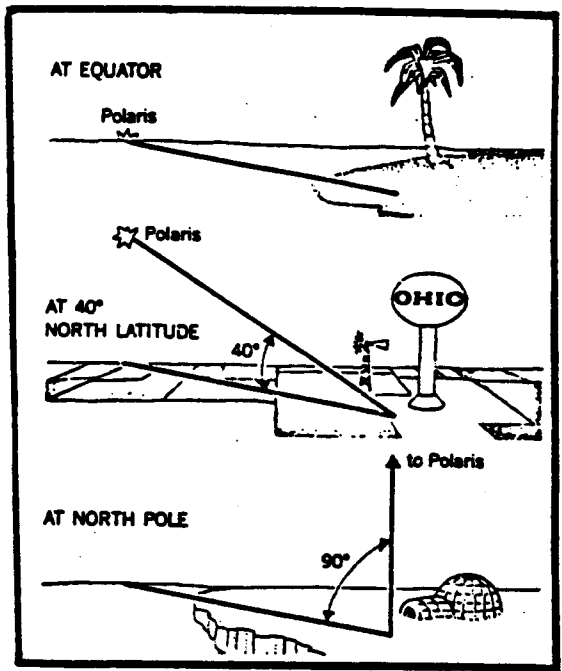 AT EQUATOR
Polaris
Polaris
OHIO
AT 40°
NORTH LATITUDE
40°
to Polaris
AT NORTH POLE
90°